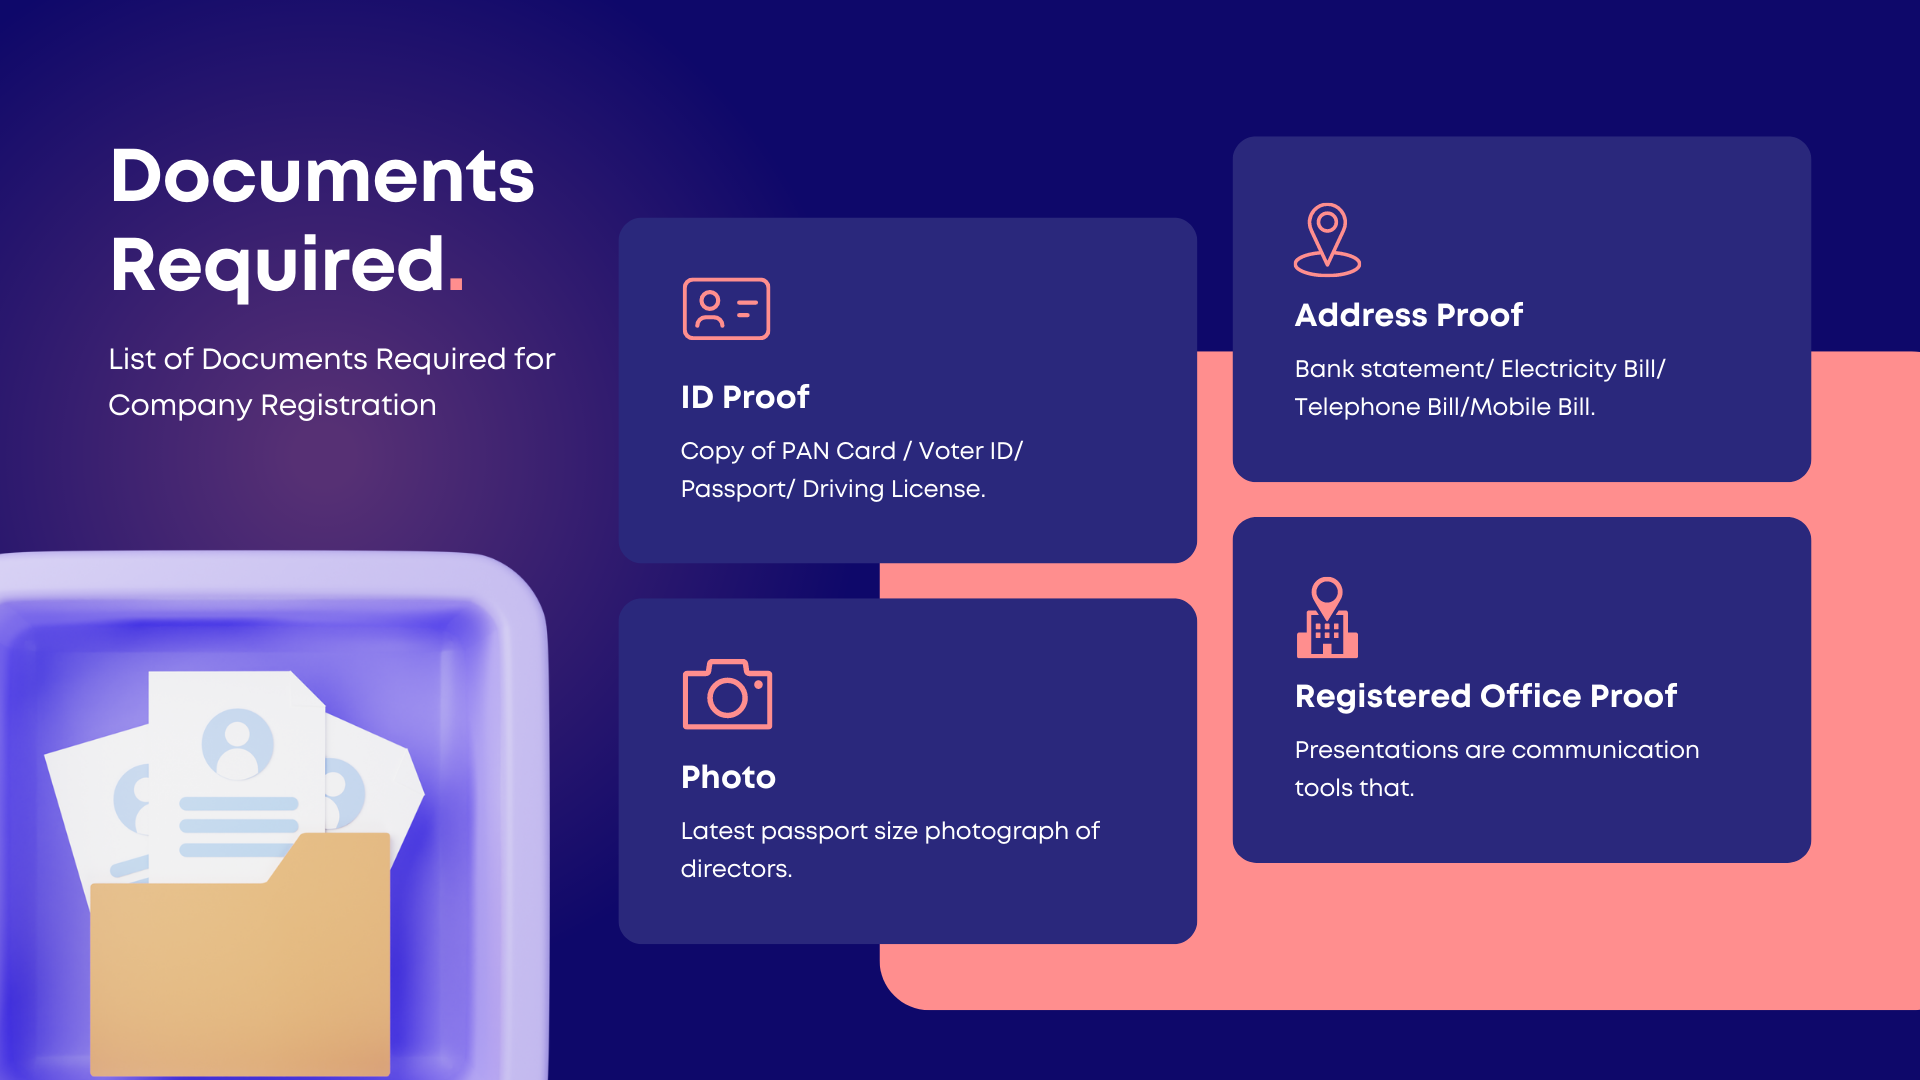 Documents
Required.
List of Documents Required for
Company Registration
ID Proof
Copy of PAN Card / Voter ID/
Passport/ Driving License.
Photo
Latest passport size photograph of
directors.
Address Proof
Bank statement/ Electricity Bill/
Telephone Bill/Mobile Bill.
Registered Office Proof
Presentations are communication
tools that.